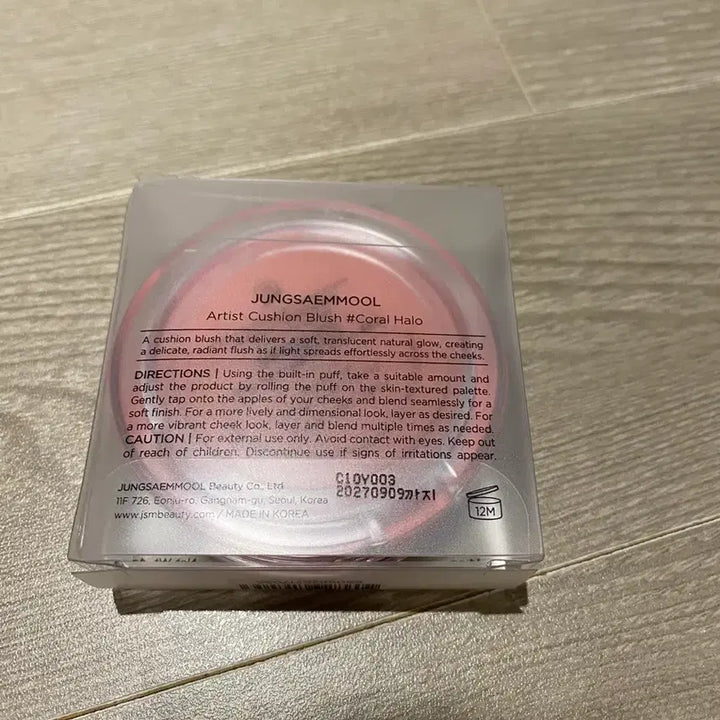 JUNGSAEMMOOL
Artist Cushion Blush #Coral Halo
A cushion blush that delivers a soft, translucent natural glow, creating
a delicate, radiant flush as if light spreads effortlessly across the cheeks.
DIRECTIONS | Using the built-in puff, take a suitable amount and
adjust the product by rolling the puff on the skin-textured palette.
Gently tap onto the apples of your cheeks and blend seamlessly for a
soft finish. For a more lively and dimensional look, layer as desired. For
a more vibrant cheek look, layer and blend multiple times as needed.
CAUTION | For external use only. Avoid contact with eyes. Keep out
of reach of children. Discontinue use if signs of irritations appear.
JUNGSAEMMOOL Beauty Co., Ltd
11F 726, Eonju-ro, Gangnam-gu, Seoul, Korea
www.jsmbeauty.com / MADE IN KOREA
C10Y003
20270909까지
12M